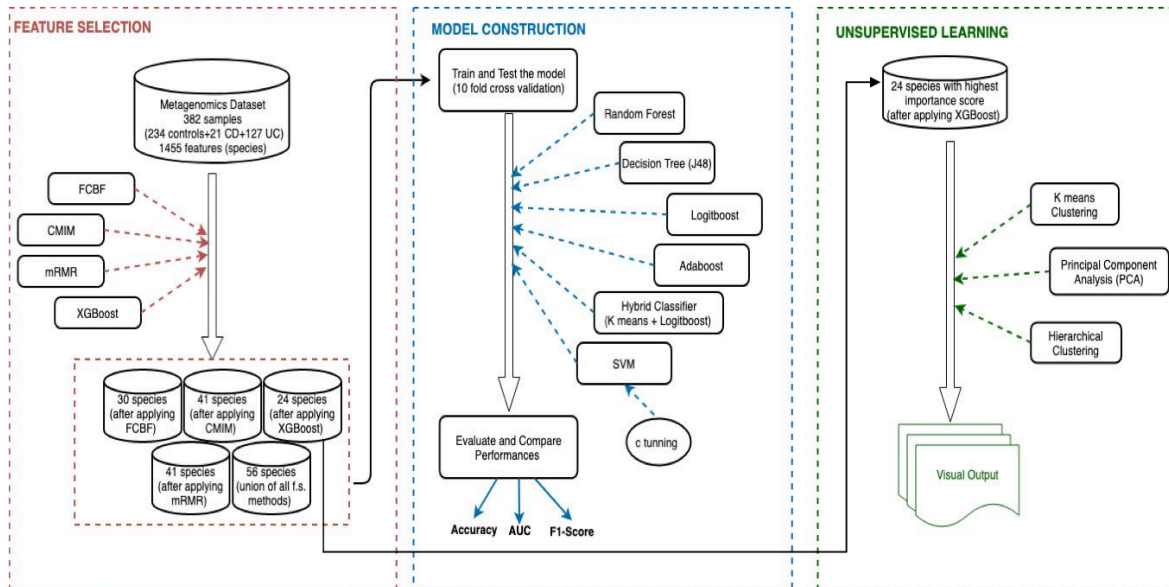 FEATURE SELECTION
Metagenomics Dataset
382 samples
(234 controls+21 CD+127 UC)
1455 features (species)
FCBF
CMIM
mRMR
XGBoost
30 species
(after applying
FCBF)
41 species
(after applying
CMIM)
24 species
(after applying
XGBoost)
41 species
(after applying
mRMR)
56 species
(union of all f.s.
methods)
MODEL CONSTRUCTION
Train and Test the model
(10 fold cross validation)
Random Forest
Decision Tree (J48)
Logitboost
Adaboost
Hybrid Classifier
(K means + Logitboost)
SVM
c tunning
Evaluate and Compare
Performances
Accuracy
AUC
F1-Score
UNSUPERVISED LEARNING
24 species with highest
importance score
(after applying XGBoost)
K means
Clustering
Principal Component
Analysis (PCA)
Hierarchical
Clustering
Visual Output